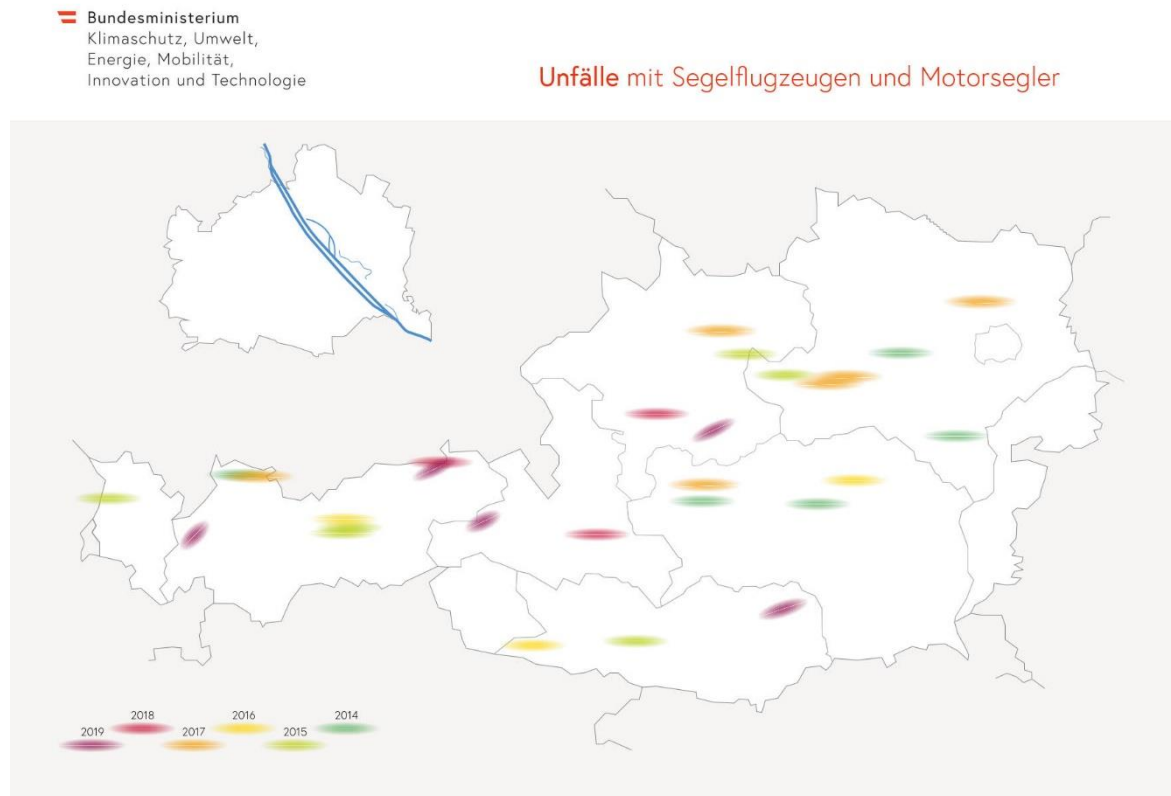 Bundesministerium
Klimaschutz, Umwelt,
Energie, Mobilität,
Innovation und Technologie
Unfälle mit Segelflugzeugen und Motorsegler
2018 2016 2014
2019 2017 2015